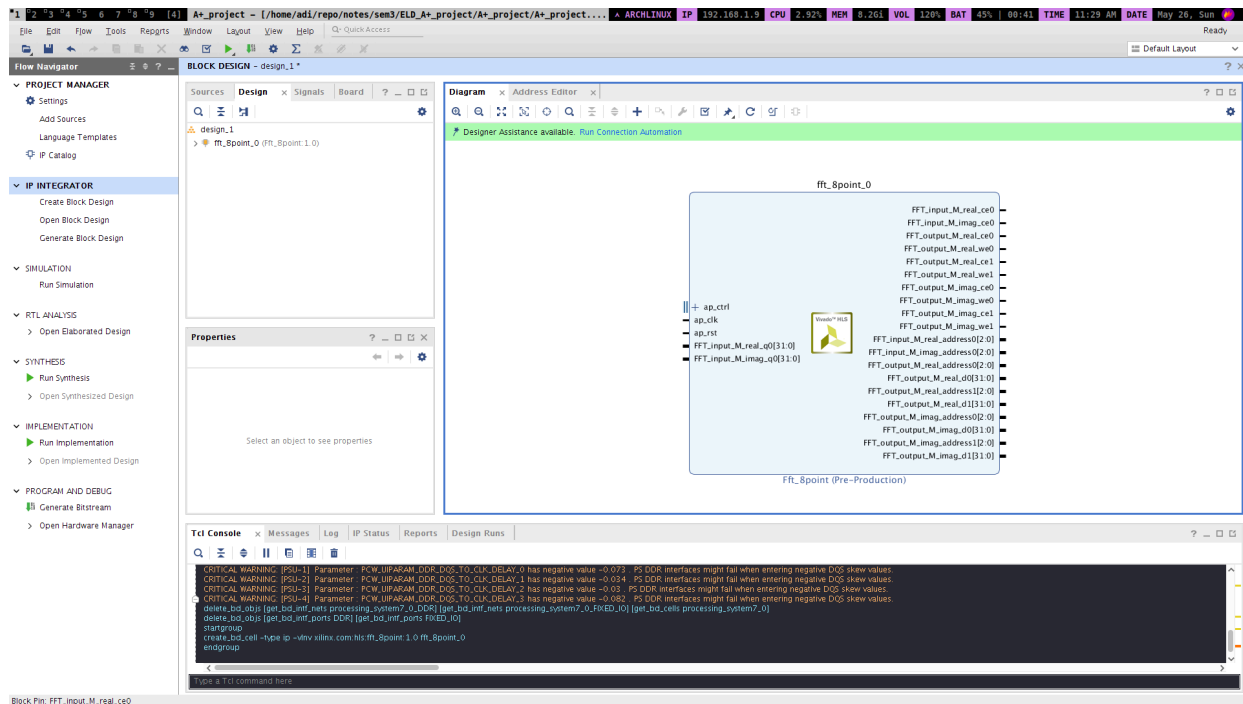 1 2 3 4 5 6 7 8 9 [4] A+_project - [/home/adi/repo/notes/sem3/ELD_A+_project/A+_project/A+_project.... ^ ARCHLINUX IP 192.168.1.9 CPU 2.92% MEM 8.2Gi VOL 120% BAT 45% | 00:41 TIME 11:29 AM DATE May 26, Sun
File Edit Flow Tools Reports Window Layout View Help Q- Quick Access Ready
Default Layout
Flow Navigator ? _
BLOCK DESIGN - design_1 * ? ×
PROJECT MANAGER
Settings
Add Sources
Language Templates
IP Catalog
IP INTEGRATOR
Create Block Design
Open Block Design
Generate Block Design
SIMULATION
Run Simulation
RTL ANALYSIS
Open Elaborated Design
SYNTHESIS
Run Synthesis
Open Synthesized Design
IMPLEMENTATION
Run Implementation
Open Implemented Design
PROGRAM AND DEBUG
Generate Bitstream
Open Hardware Manager
Sources Design × Signals Board ? _
design_1
fft_8point_0 (Fft_8point:1.0)
Properties ? _
Select an object to see properties
Diagram × Address Editor × ?
Designer Assistance available. Run Connection Automation
fft_8point_0
FFT_input_M_real_ce0
FFT_input_M_imag_ce0
FFT_output_M_real_ce0
FFT_output_M_real_we0
FFT_output_M_real_ce1
FFT_output_M_real_we1
FFT_output_M_imag_ce0
FFT_output_M_imag_we0
FFT_output_M_imag_ce1
FFT_output_M_imag_we1
FFT_input_M_real_address0[2:0]
FFT_input_M_imag_address0[2:0]
FFT_output_M_real_address0[2:0]
FFT_output_M_real_d0[31:0]
FFT_output_M_real_address1[2:0]
FFT_output_M_real_d1[31:0]
FFT_output_M_imag_address0[2:0]
FFT_output_M_imag_d0[31:0]
FFT_output_M_imag_address1[2:0]
FFT_output_M_imag_d1[31:0]
ap_ctrl
ap_clk
ap_rst
FFT_input_M_real_q0[31:0]
FFT_input_M_imag_q0[31:0]
Vivado™ HLS
Fft_8point (Pre-Production)
Tcl Console × Messages Log IP Status Reports Design Runs ? _
CRITICAL WARNING: [PSU-1] Parameter : PCW_UIPARAM_DDR_DQS_TO_CLK_DELAY_0 has negative value -0.073 . PS DDR interfaces might fail when entering negative DQS skew values.
CRITICAL WARNING: [PSU-2] Parameter : PCW_UIPARAM_DDR_DQS_TO_CLK_DELAY_1 has negative value -0.034 . PS DDR interfaces might fail when entering negative DQS skew values.
CRITICAL WARNING: [PSU-3] Parameter : PCW_UIPARAM_DDR_DQS_TO_CLK_DELAY_2 has negative value -0.03 . PS DDR interfaces might fail when entering negative DQS skew values.
CRITICAL WARNING: [PSU-4] Parameter : PCW_UIPARAM_DDR_DQS_TO_CLK_DELAY_3 has negative value -0.082 . PS DDR interfaces might fail when entering negative DQS skew values.
delete_bd_objs [get_bd_intf_nets processing_system7_0_DDR] [get_bd_intf_nets processing_system7_0_FIXED_IO] [get_bd_cells processing_system7_0]
delete_bd_objs [get_bd_intf_ports DDR] [get_bd_intf_ports FIXED_IO]
startgroup
create_bd_cell -type ip -vlnv xilinx.com:hls:fft_8point:1.0 fft_8point_0
endgroup
Type a Tcl command here
Block Pin: FFT_input_M_real_ce0